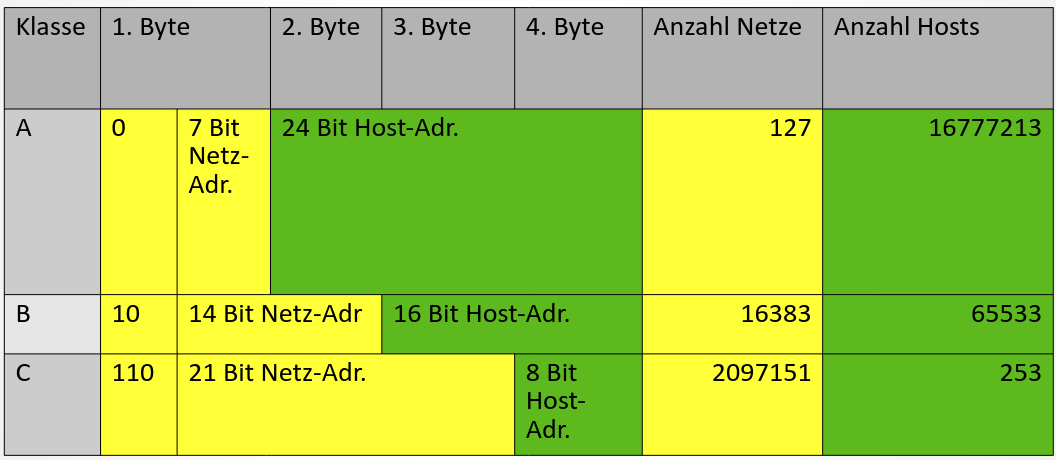 Klasse 1. Byte 2. Byte 3. Byte 4. Byte Anzahl Netze Anzahl Hosts
A 0 7 Bit 24 Bit Host-Adr. 127 16777213
Netz-
Adr.
B 10 14 Bit Netz-Adr 16 Bit Host-Adr. 16383 65533
C 110 21 Bit Netz-Adr. 8 Bit 2097151 253
Host-
Adr.